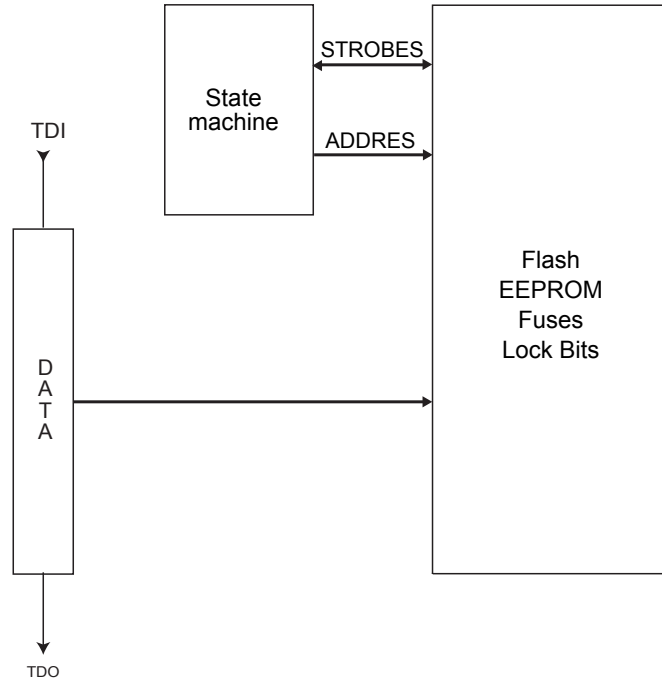 STROBES
State
machine
ADDRES
TDI
Flash
EEPROM
Fuses
Lock Bits
D
A
T
A
TDO